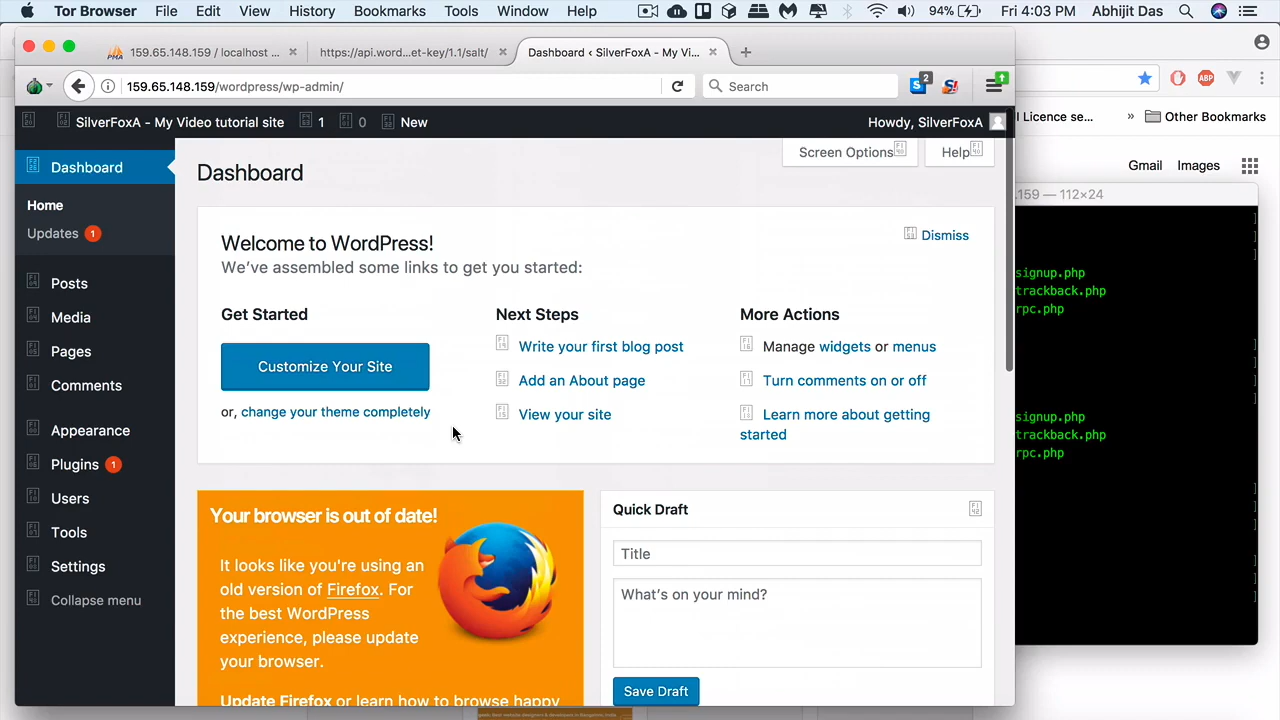 Tor Browser File Edit View History Bookmarks Tools Window Help 94% Fri 4:03 PM Abhijit Das
159.65.148.159 / localhost ... × https://api.word...et-key/1.1/salt/ × Dashboard ‹ SilverFoxA - My Vi... × +
159.65.148.159/wordpress/wp-admin/ Search 2
ABP
l Licence se... » Other Bookmarks
SilverFoxA - My Video tutorial site 1 0 New Howdy, SilverFoxA
Gmail Images
Dashboard
Home
Updates 1
Posts
Media
Pages
Comments
Appearance
Plugins 1
Users
Tools
Settings
Collapse menu
Screen Options Help
Dashboard
Welcome to WordPress!
Dismiss
We've assembled some links to get you started:
Get Started
Customize Your Site
or, change your theme completely
Next Steps
Write your first blog post
Add an About page
View your site
More Actions
Manage widgets or menus
Turn comments on or off
Learn more about getting
started
Your browser is out of date!
It looks like you're using an
old version of Firefox. For
the best WordPress
experience, please update
your browser.
Update Firefox or learn how to browse happy
Quick Draft
Title
What's on your mind?
Save Draft
.159 — 112×24
signup.php
trackback.php
rpc.php
signup.php
trackback.php
rpc.php